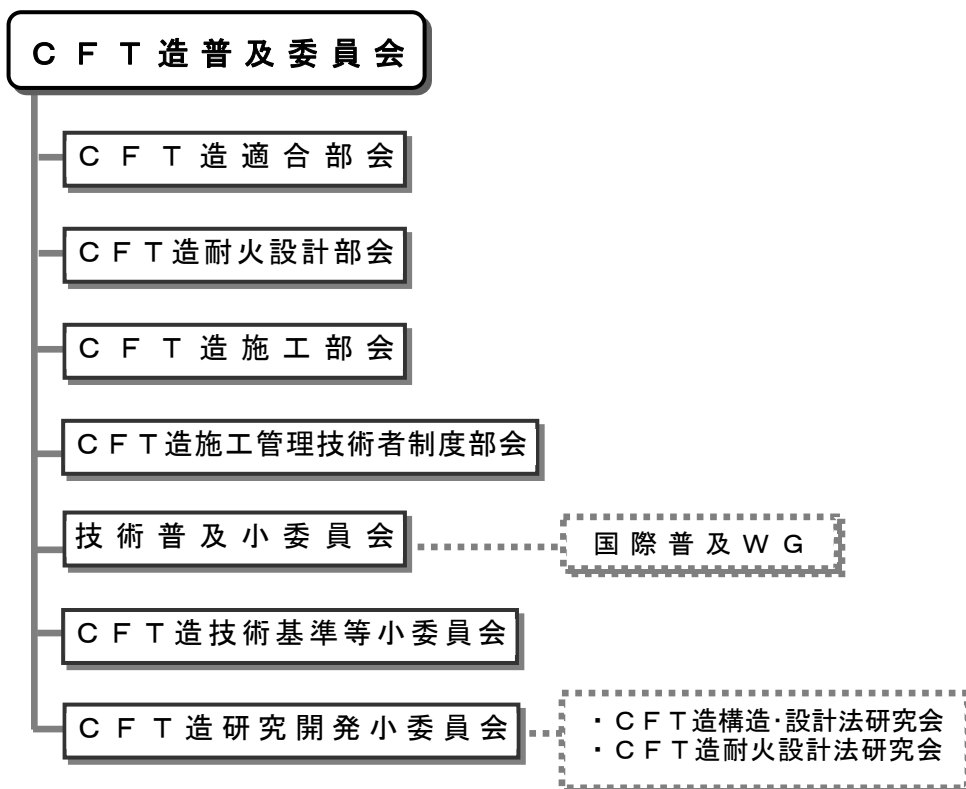 ＣＦＴ造普及委員会
ＣＦＴ造適合部会
ＣＦＴ造耐火設計部会
ＣＦＴ造施工部会
ＣＦＴ造施工管理技術者制度部会
技術普及小委員会
国際普及ＷＧ
ＣＦＴ造技術基準等小委員会
ＣＦＴ造研究開発小委員会
・ＣＦＴ造構造・設計法研究会
・ＣＦＴ造耐火設計法研究会